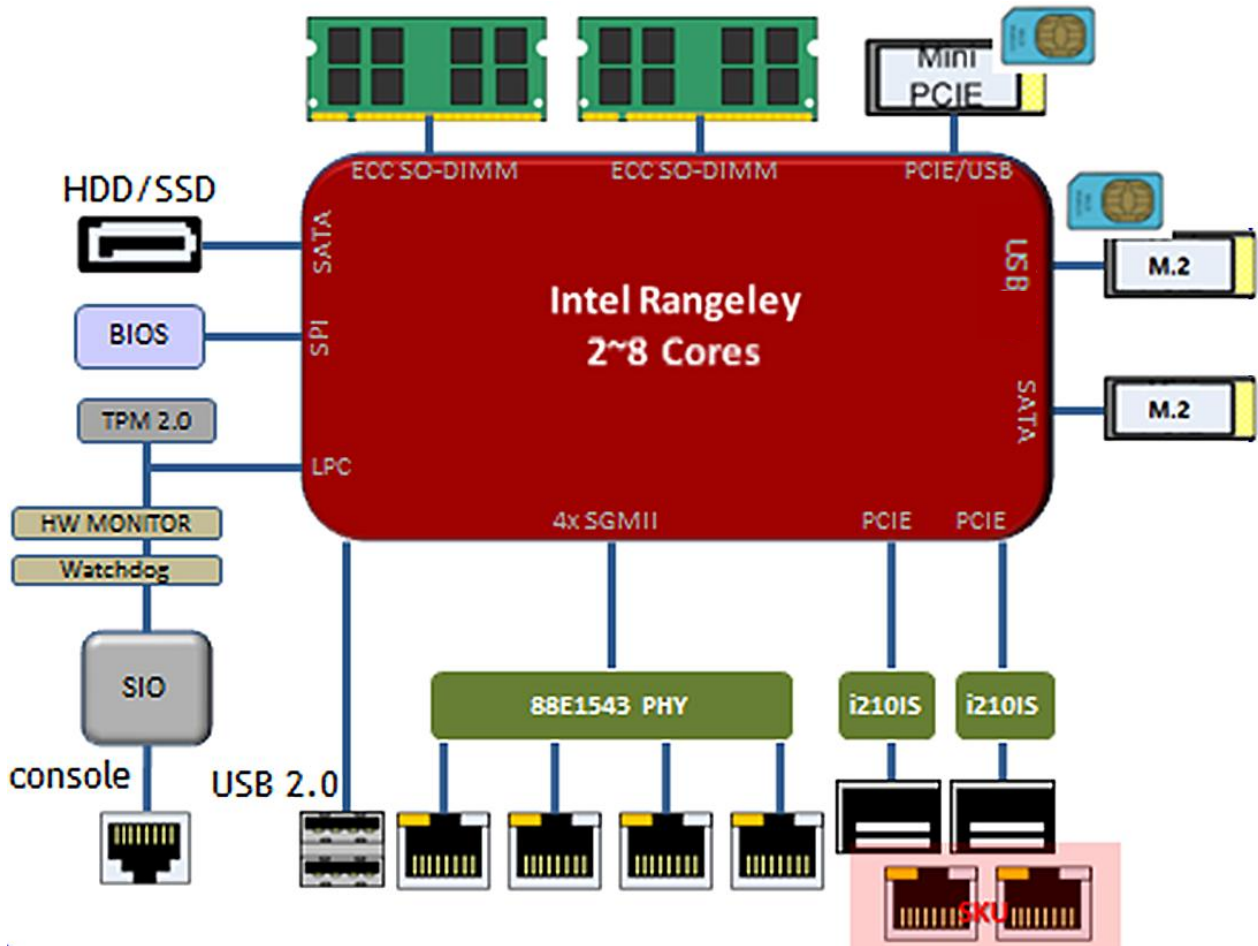 Mini
PCIE
ECC SO-DIMM
ECC SO-DIMM
PCIE/USB
HDD/SSD
SATA
USB
M.2
Intel Rangeley
2~8 Cores
BIOS
SPI
SATA
M.2
TPM 2.0
LPC
HW MONITOR
4x SGMII
PCIE
PCIE
Watchdog
SIO
88E1543 PHY
i210IS
i210IS
console
USB 2.0
SKU